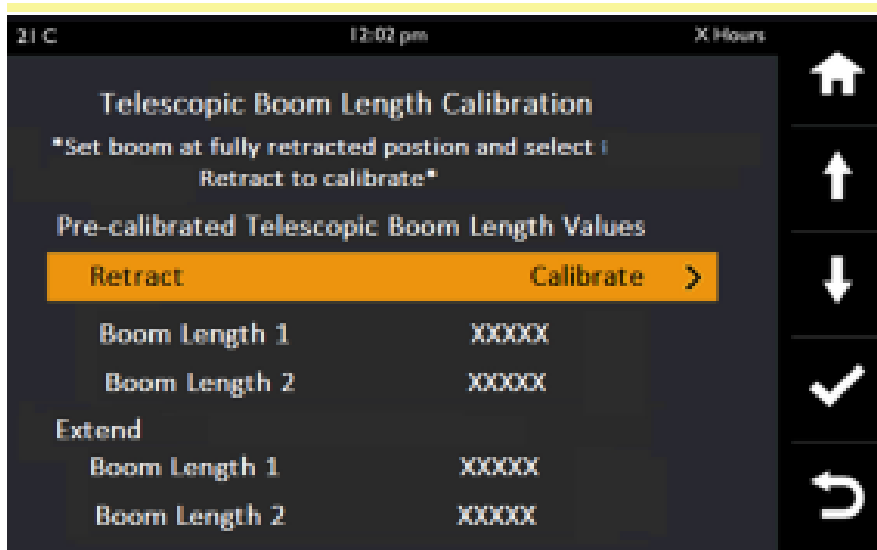 21 C 12:02 pm X Hours
Telescopic Boom Length Calibration
*Set boom at fully retracted postion and select
Retract to calibrate*
Pre-calibrated Telescopic Boom Length Values
Retract Calibrate >
Boom Length 1 XXXXX
Boom Length 2 XXXXX
Extend
Boom Length 1 XXXXX
Boom Length 2 XXXXX